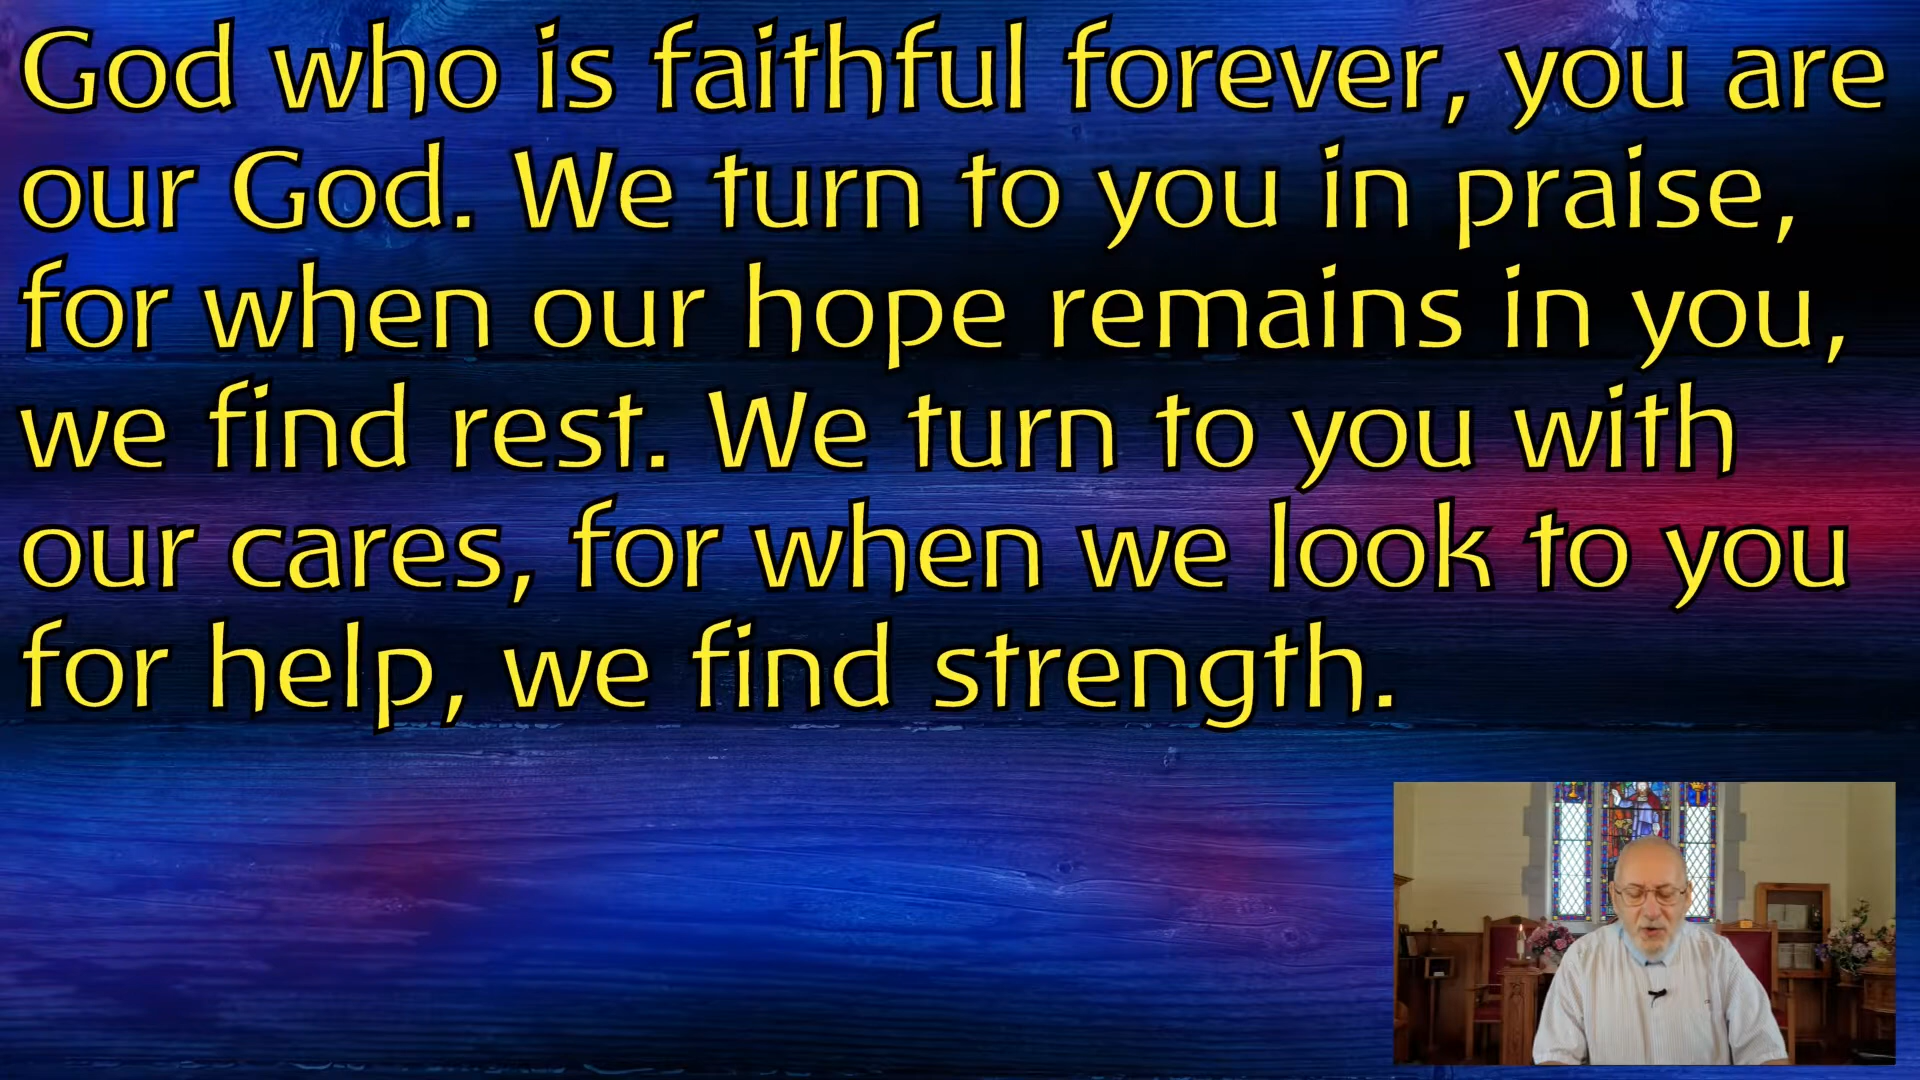 God who is faithful forever, you are
our God. We turn to you in praise,
for when our hope remains in you,
we find rest. We turn to you with
our cares, for when we look to you
for help, we find strength.